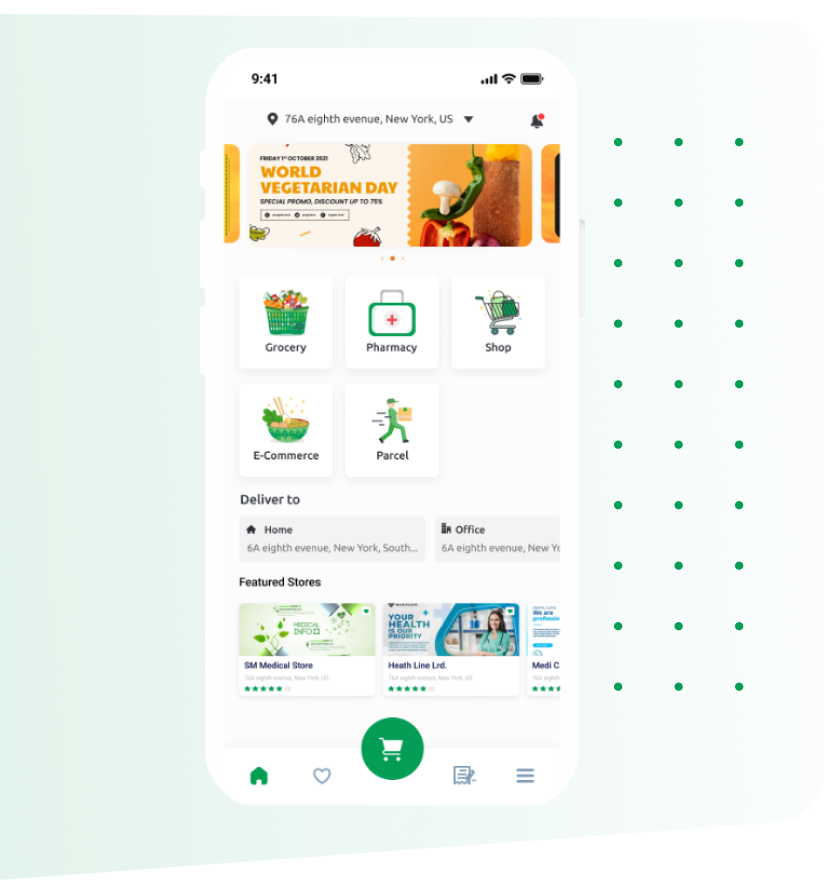 9:41
76A eighth evenue, New York, US
FRIDAY 1ST OCTOBER 2021
WORLD
VEGETARIAN DAY
SPECIAL PROMO, DISCOUNT UP TO 75%
Grocery
Pharmacy
Shop
E-Commerce
Parcel
Deliver to
Home
Office
6A eighth evenue, New York, South...
6A eighth evenue, New Yo
Featured Stores
MEDICAL
INFO
YOUR
HEALTH
IS OUR
PRIORITY
We are
professio
SM Medical Store
Heath Line Lrd.
Medi C
76A eighth evenue, New York, US
76A eighth evenue, New York, US
76A eighth